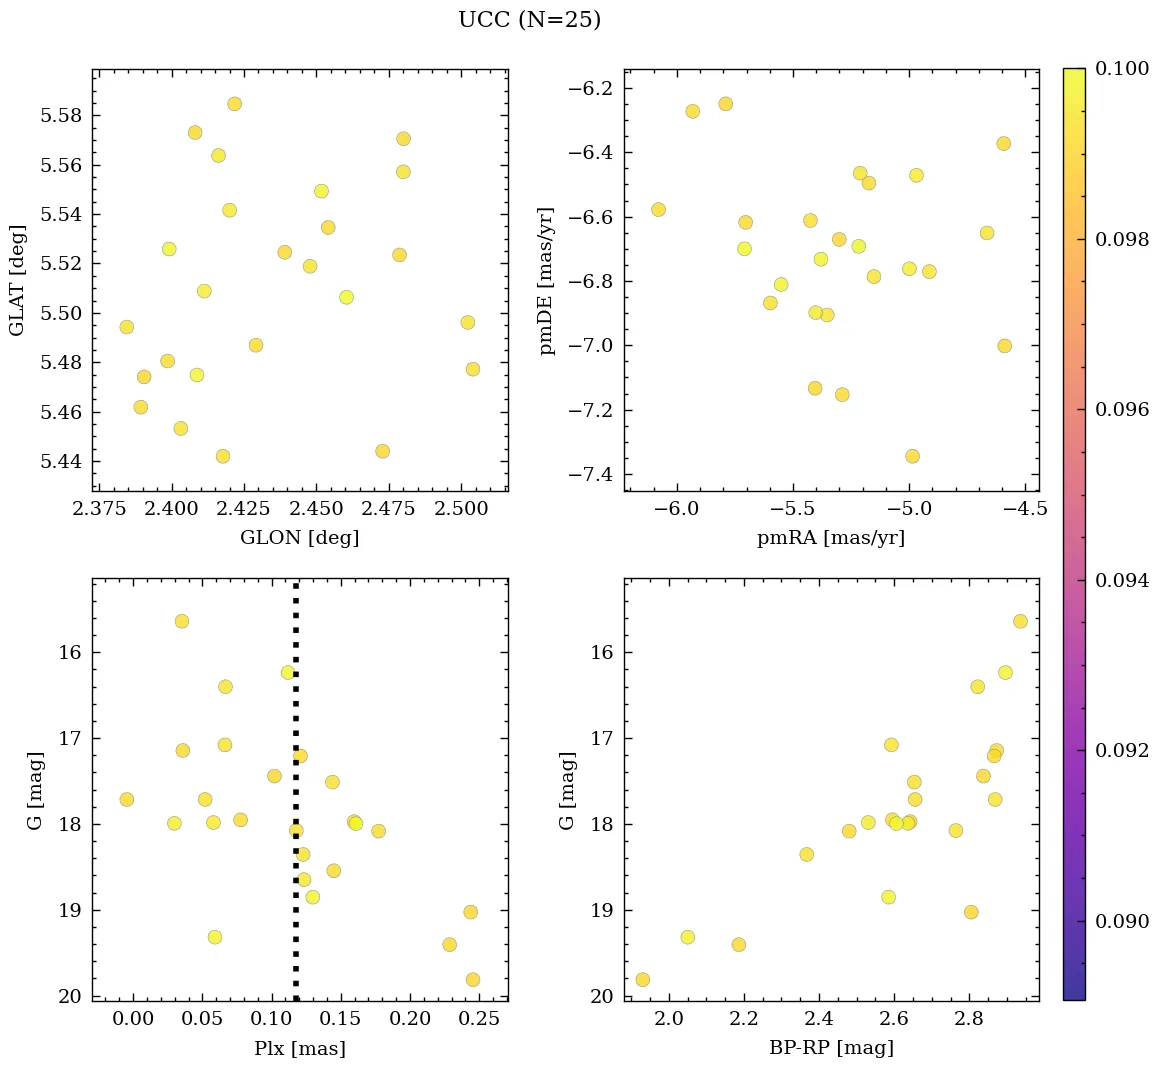 UCC (N=25)
5.58
5.56
5.54
5.52
5.50
5.48
5.46
5.44
GLAT [deg]
2.375 2.400 2.425 2.450 2.475 2.500
GLON [deg]
−6.2
−6.4
−6.6
−6.8
−7.0
−7.2
−7.4
pmDE [mas/yr]
−6.0 −5.5 −5.0 −4.5
pmRA [mas/yr]
16
17
18
19
20
G [mag]
0.00 0.05 0.10 0.15 0.20 0.25
Plx [mas]
16
17
18
19
20
G [mag]
2.0 2.2 2.4 2.6 2.8
BP-RP [mag]
0.100
0.098
0.096
0.094
0.092
0.090